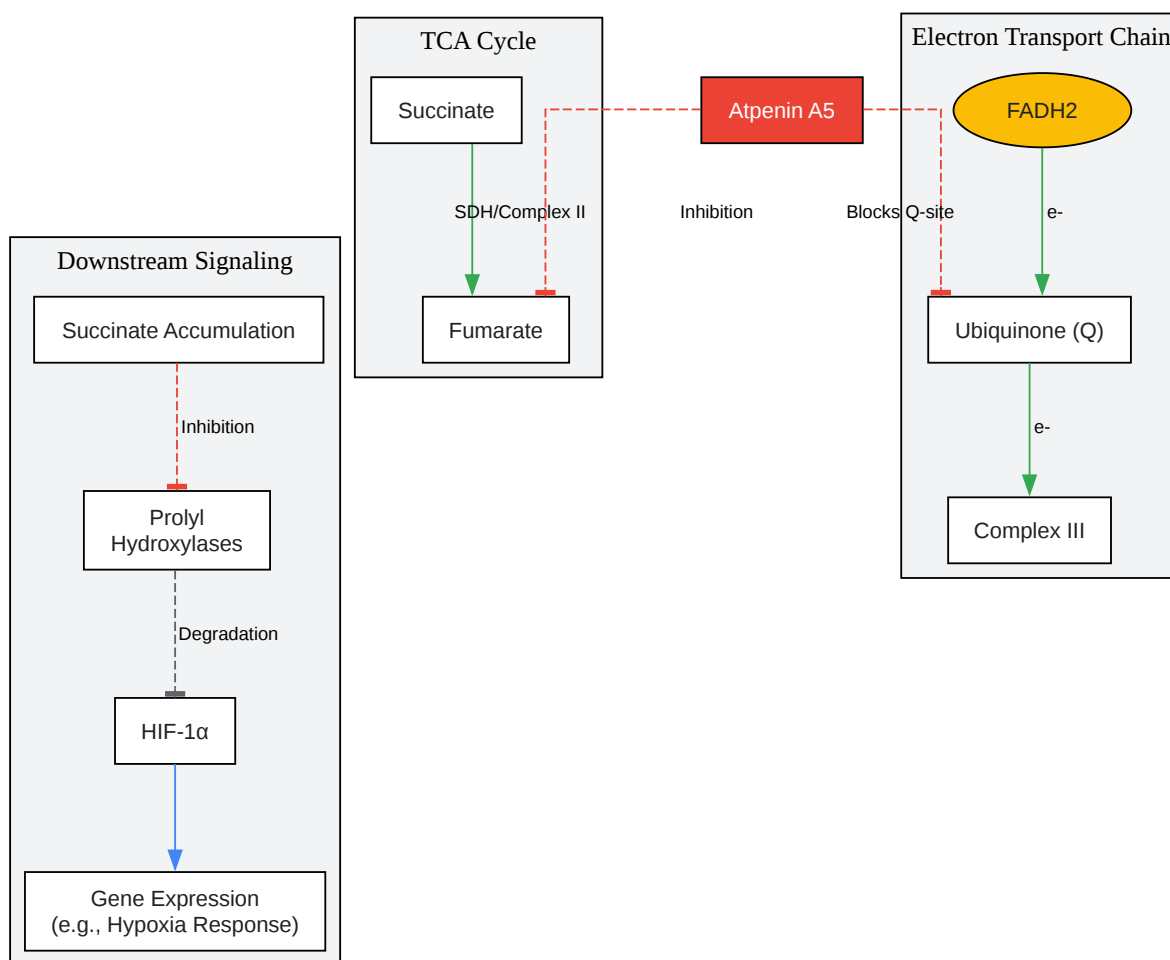 TCA Cycle
Succinate
SDH/Complex II
Fumarate
Atpenin A5
Inhibition
Blocks Q-site
Electron Transport Chain
FADH2
e-
Ubiquinone (Q)
e-
Complex III
Downstream Signaling
Succinate Accumulation
Inhibition
Prolyl
Hydroxylases
Degradation
HIF-1α
Gene Expression
(e.g., Hypoxia Response)